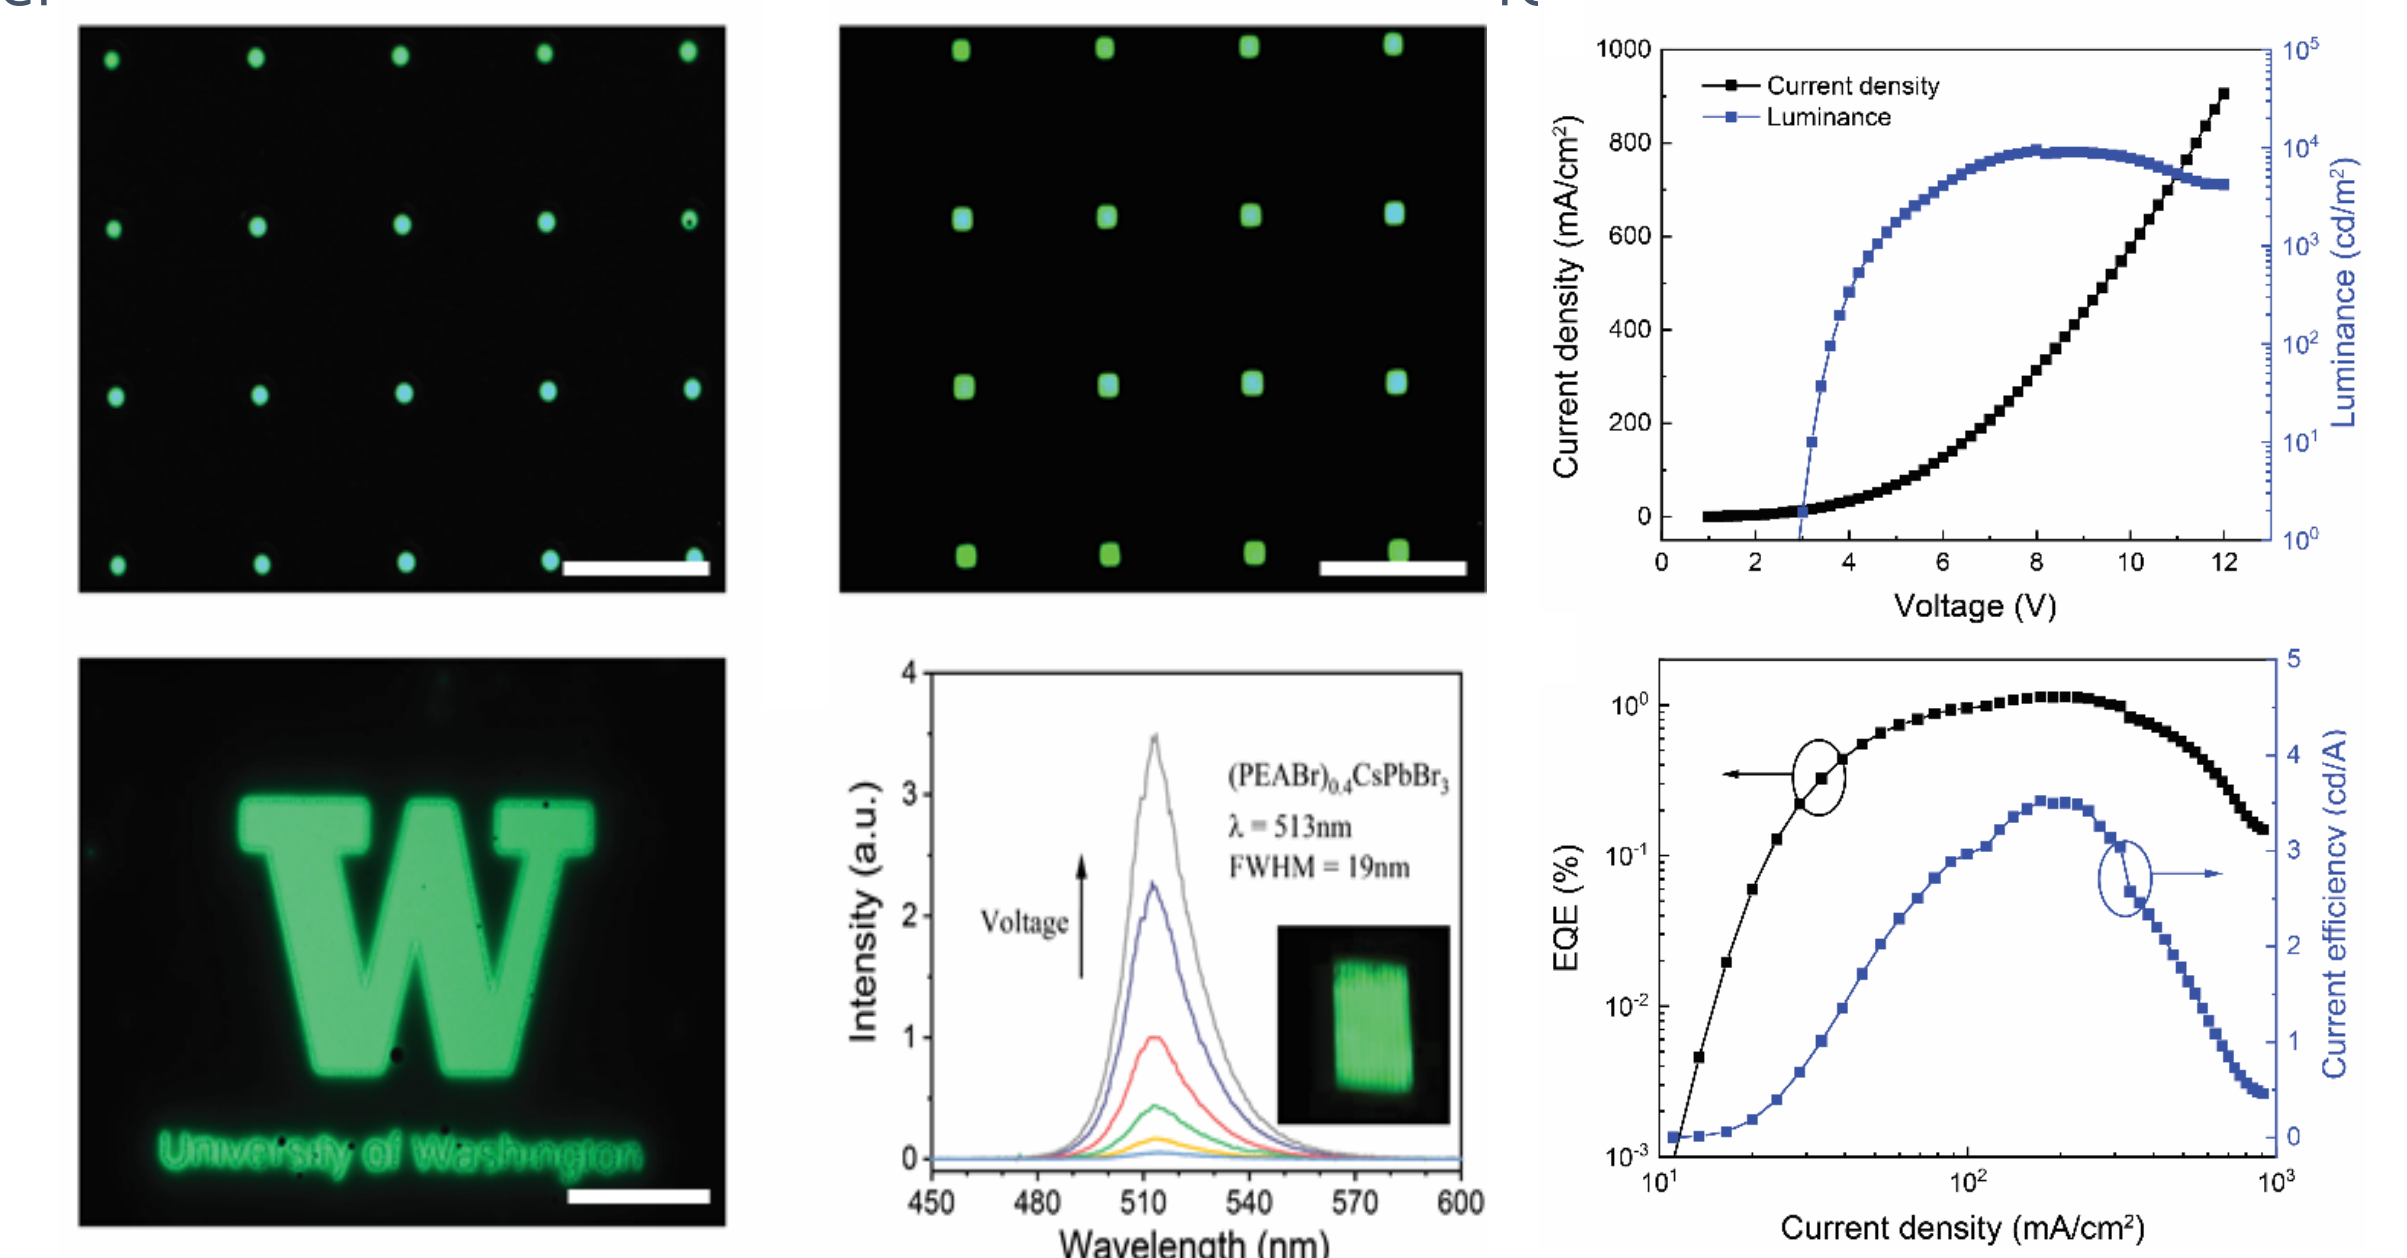 1000
800
600
400
200
0
Current density (mA/cm²)
Current density
Luminance
10⁵
10⁴
10³
10²
10¹
10⁰
Luminance (cd/m²)
0 2 4 6 8 10 12
Voltage (V)
University of Washington
4
3
2
1
0
Intensity (a.u.)
(PEABr)₀.₄CsPbBr₃
λ = 513nm
FWHM = 19nm
Voltage
450 480 510 540 570 600
Wavelength (nm)
10⁰
10⁻¹
10⁻²
10⁻³
EQE (%)
5
4
3
2
1
0
Current efficiency (cd/A)
10¹ 10² 10³
Current density (mA/cm²)
W